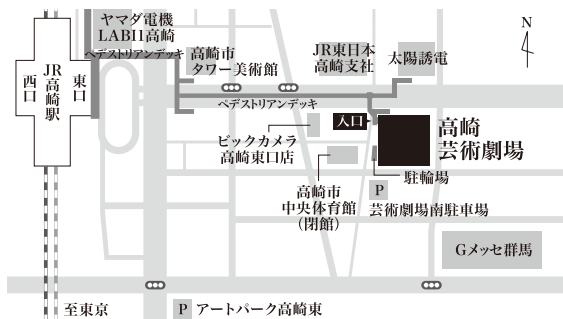 ヤマダ電機
LABI1高崎
N
ペデストリアンデッキ
高崎市
タワー美術館
JR東日本
高崎支社
太陽誘電
西口
JR高崎駅
東口
ペデストリアンデッキ
入口
高崎
芸術劇場
ビックカメラ
高崎東口店
駐輪場
高崎市
中央体育館
（閉館）
P
芸術劇場南駐車場
Gメッセ群馬
至東京
P アートパーク高崎東